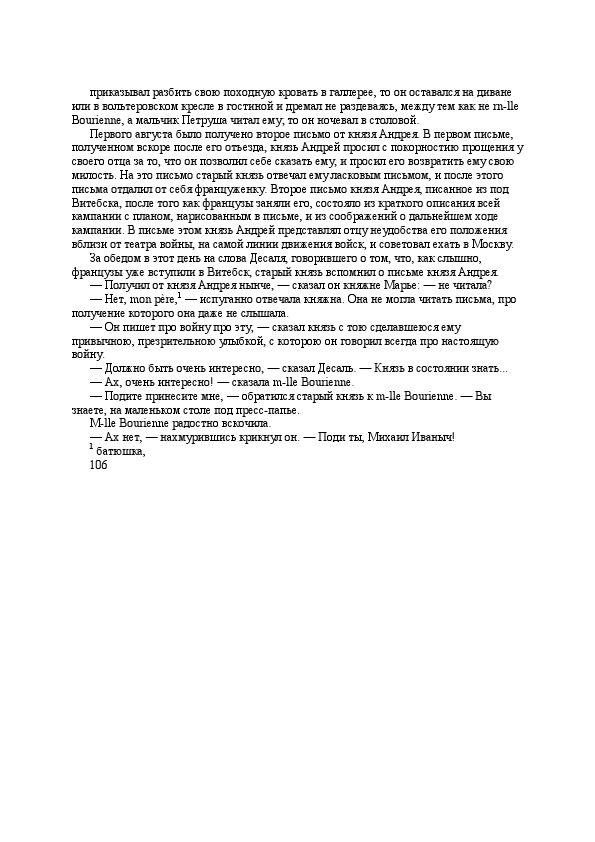 приказывал разбить свою походную кровать в галлерее, то он оставался на диване
или в вольтеровском кресле в гостиной и дремал не раздеваясь, между тем как не m-lle
Bourienne, а мальчик Петруша читал ему; то он ночевал в столовой.
Первого августа было получено второе письмо от князя Андрея. В первом письме,
полученном вскоре после его отъезда, князь Андрей просил с покорностию прощения у
своего отца за то, что он позволил себе сказать ему, и просил его возвратить ему свою
милость. На это письмо старый князь отвечал ему ласковым письмом, и после этого
письма отдалил от себя француженку. Второе письмо князя Андрея, писанное из под
Витебска, после того как французы заняли его, состояло из краткого описания всей
кампании с планом, нарисованным в письме, и из соображений о дальнейшем ходе
кампании. В письме этом князь Андрей представлял отцу неудобства его положения
вблизи от театра войны, на самой линии движения войск, и советовал ехать в Москву.
За обедом в этот день на слова Десаля, говорившего о том, что, как слышно,
французы уже вступили в Витебск, старый князь вспомнил о письме князя Андрея.
— Получил от князя Андрея нынче, — сказал он княжне Марье: — не читала?
— Нет, mon père,¹ — испуганно отвечала княжна. Она не могла читать письма, про
получение которого она даже не слышала.
— Он пишет про войну про эту, — сказал князь с тою сделавшеюся ему
привычною, презрительною улыбкой, с которою он говорил всегда про настоящую
войну.
— Должно быть очень интересно, — сказал Десаль. — Князь в состоянии знать...
— Ах, очень интересно! — сказала m-lle Bourienne.
— Подите принесите мне, — обратился старый князь к m-lle Bourienne. — Вы
знаете, на маленьком столе под пресс-папье.
M-lle Bourienne радостно вскочила.
— Ах нет, — нахмурившись крикнул он. — Поди ты, Михаил Иваныч!
¹ батюшка,
106